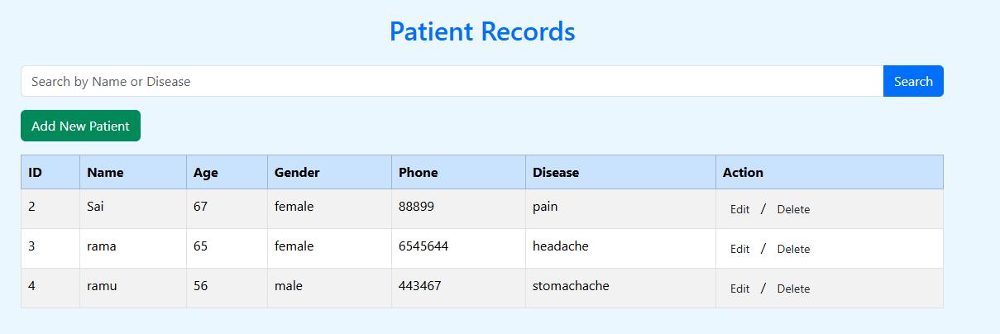 Patient Records
Search by Name or Disease Search
Add New Patient
ID Name Age Gender Phone Disease Action
2 Sai 67 female 88899 pain Edit / Delete
3 rama 65 female 6545644 headache Edit / Delete
4 ramu 56 male 443467 stomachache Edit / Delete